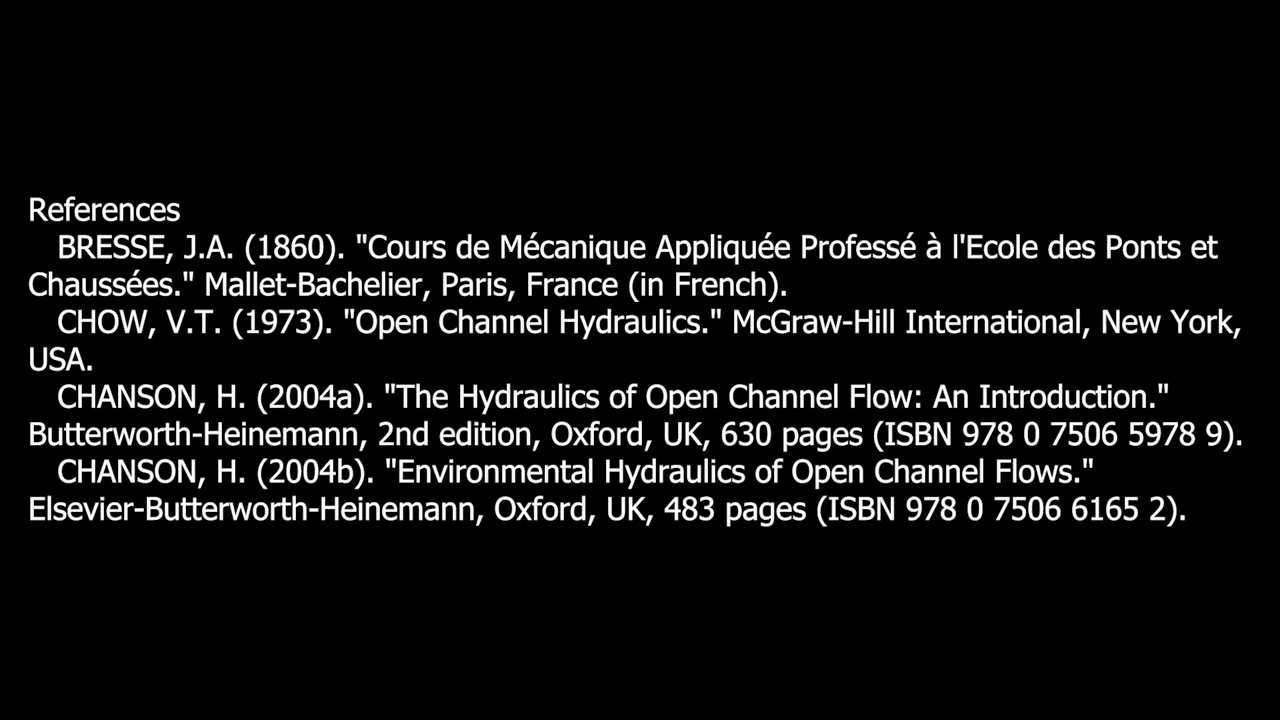 References
BRESSE, J.A. (1860). "Cours de Mécanique Appliquée Professé à l'Ecole des Ponts et
Chaussées." Mallet-Bachelier, Paris, France (in French).
CHOW, V.T. (1973). "Open Channel Hydraulics." McGraw-Hill International, New York,
USA.
CHANSON, H. (2004a). "The Hydraulics of Open Channel Flow: An Introduction."
Butterworth-Heinemann, 2nd edition, Oxford, UK, 630 pages (ISBN 978 0 7506 5978 9).
CHANSON, H. (2004b). "Environmental Hydraulics of Open Channel Flows."
Elsevier-Butterworth-Heinemann, Oxford, UK, 483 pages (ISBN 978 0 7506 6165 2).